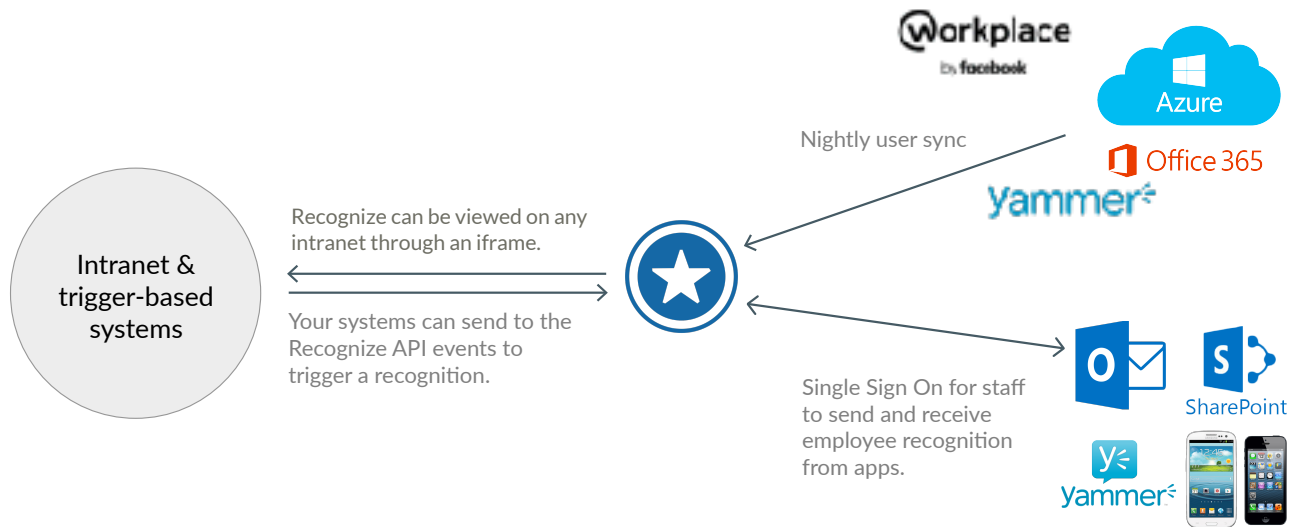 Workplace
by facebook
Azure
Nightly user sync
Office 365
yammer
Recognize can be viewed on any
intranet through an iframe.
Intranet &
trigger-based
systems
Your systems can send to the
Recognize API events to
trigger a recognition.
Single Sign On for staff
to send and receive
employee recognition
from apps.
O
S
SharePoint
y
yammer
12:45